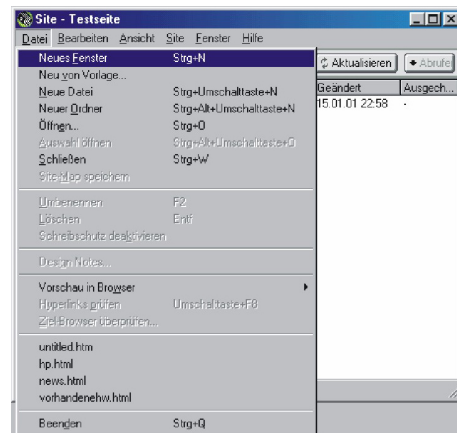 Site - Testseite
Datei Bearbeiten Ansicht Site Fenster Hilfe
Neues Fenster Strg+N
Neu von Vorlage...
Neue Datei Strg+Umschalttaste+N
Neuer Ordner Strg+Alt+Umschalttaste+N
Öffnen... Strg+O
Auswahl öffnen Strg+Alt+Umschalttaste+O
Schließen Strg+W
Site-Map speichern
Umbenennen F2
Löschen Entf
Schreibschutz deaktivieren
Design Notes...
Vorschau in Browser
Hyperlinks prüfen Umschalttaste+F8
Ziel-Browser überprüfen...
untitled.htm
hp.html
news.html
vorhandenehw.html
Beenden Strg+Q
Aktualisieren Abrufe
Geändert Ausgech...
15.01.01 22:58 -